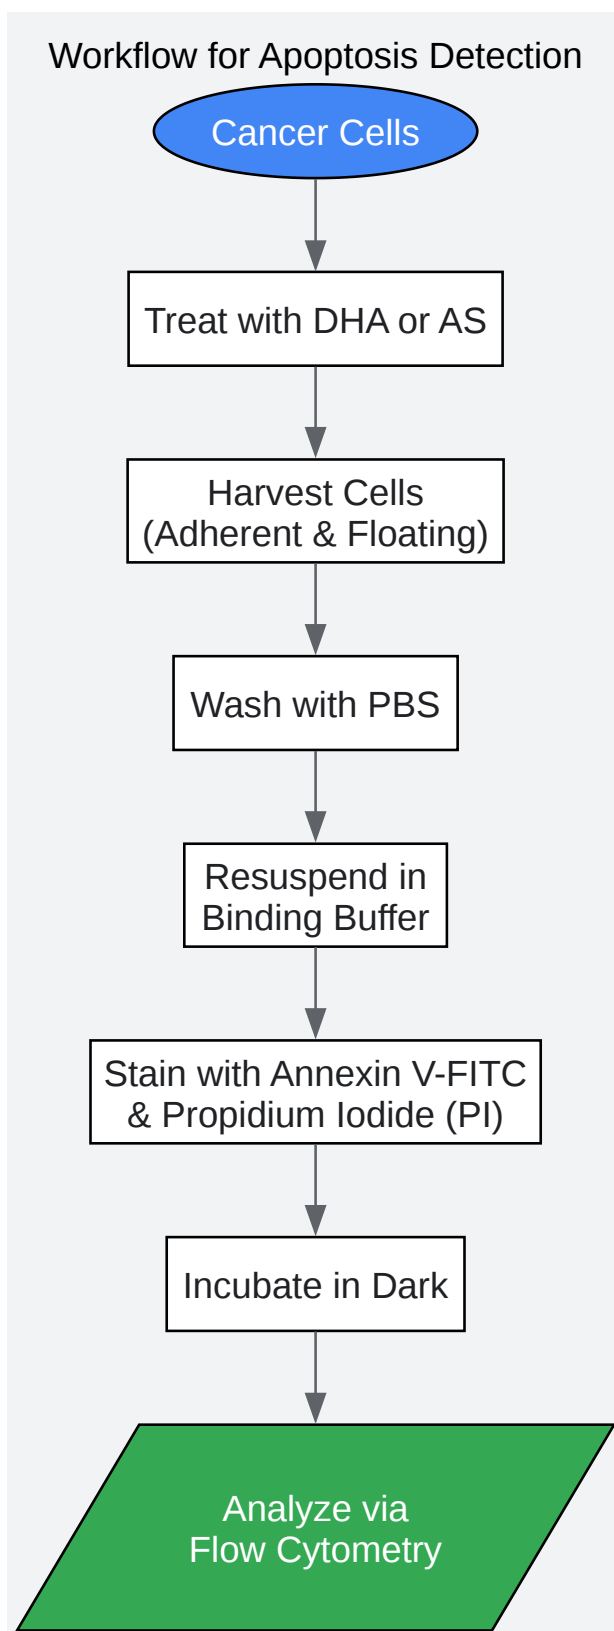 Workflow for Apoptosis Detection
Cancer Cells
Treat with DHA or AS
Harvest Cells
(Adherent & Floating)
Wash with PBS
Resuspend in
Binding Buffer
Stain with Annexin V-FITC
& Propidium Iodide (PI)
Incubate in Dark
Analyze via
Flow Cytometry